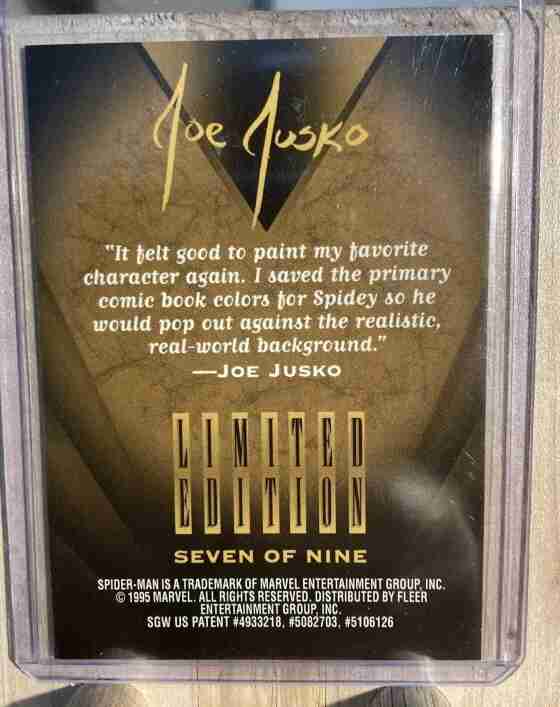 Joe Jusko
"It felt good to paint my favorite
character again. I saved the primary
comic book colors for Spidey so he
would pop out against the realistic,
real-world background."
—JOE JUSKO
LIMITED
EDITION
SEVEN OF NINE
SPIDER-MAN IS A TRADEMARK OF MARVEL ENTERTAINMENT GROUP, INC.
© 1995 MARVEL. ALL RIGHTS RESERVED. DISTRIBUTED BY FLEER
ENTERTAINMENT GROUP, INC.
SGW US PATENT #4933218, #5082703, #5106126